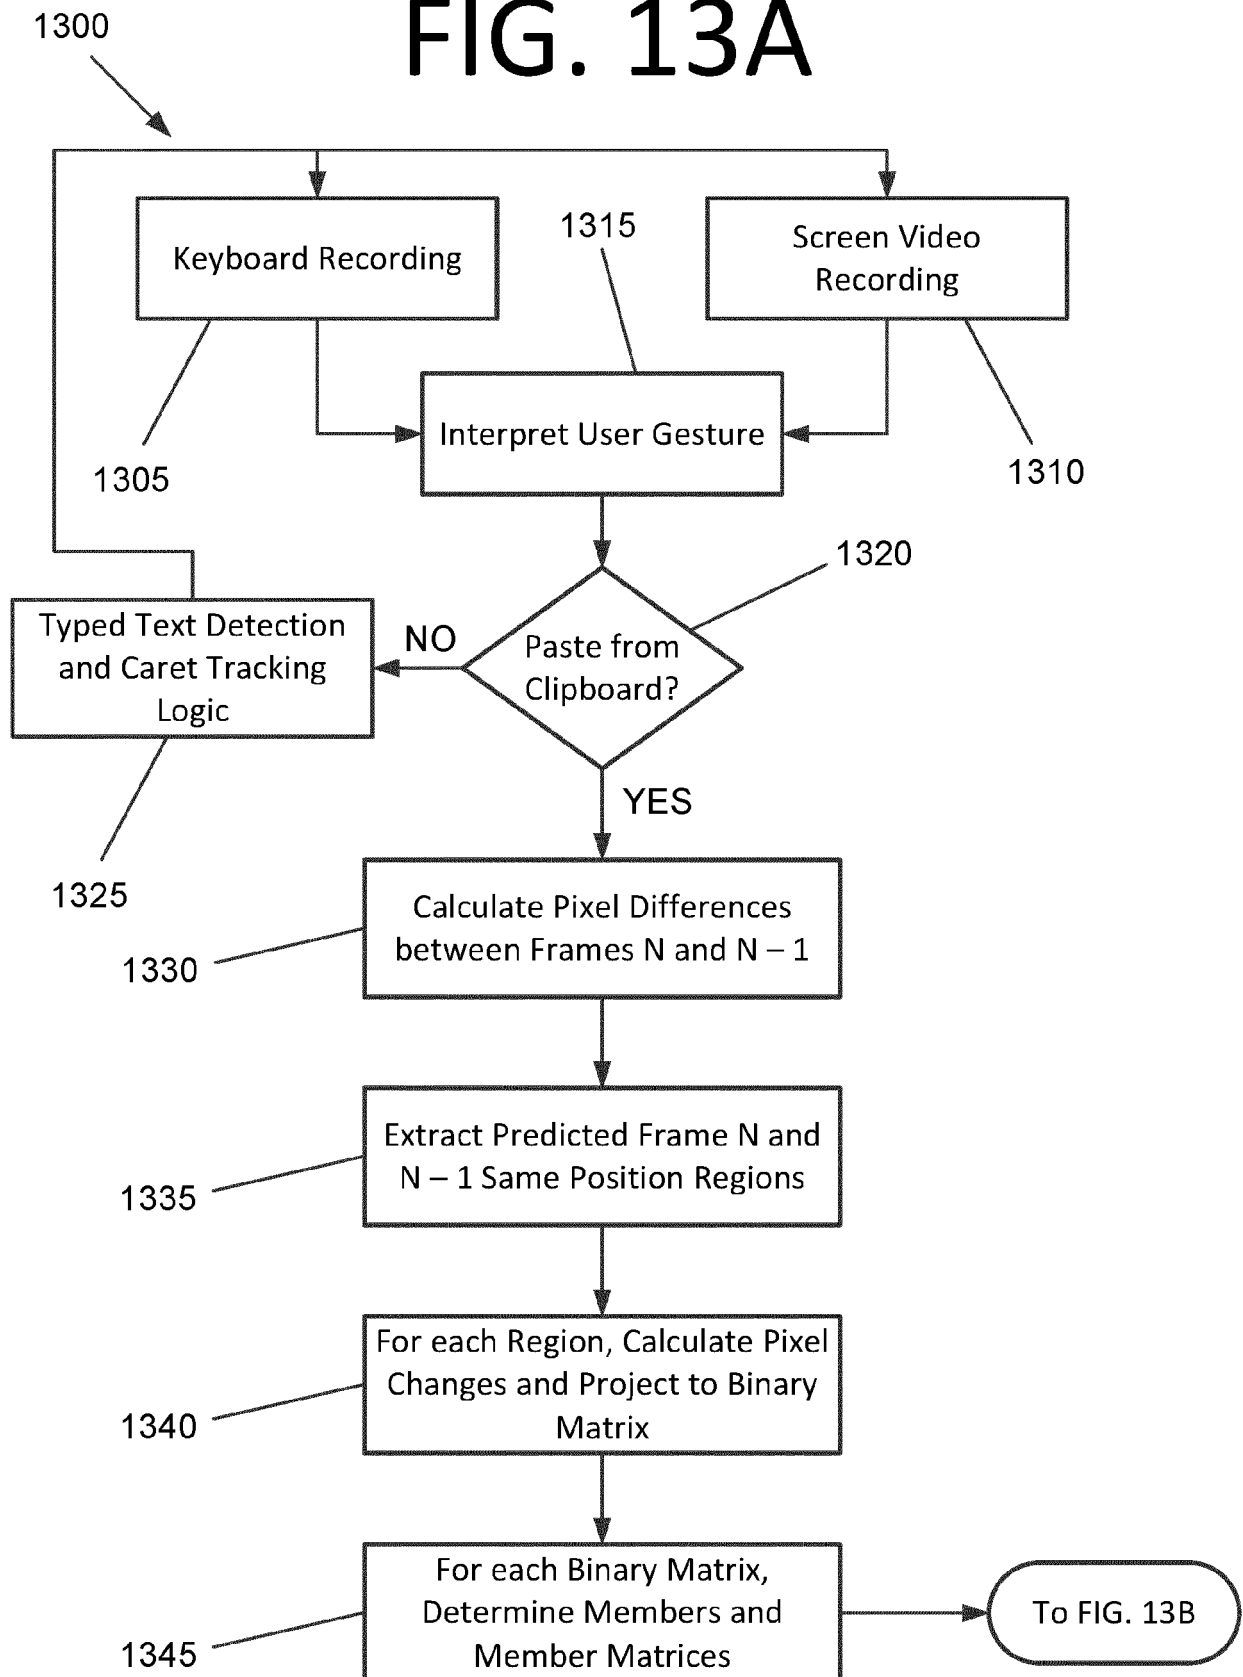 FIG. 13A
1300
Keyboard Recording
1315
Screen Video
Recording
1305
Interpret User Gesture
1310
1320
Typed Text Detection
and Caret Tracking
Logic
NO
Paste from
Clipboard?
1325
YES
Calculate Pixel Differences
between Frames N and N – 1
1330
Extract Predicted Frame N and
N – 1 Same Position Regions
1335
For each Region, Calculate Pixel
Changes and Project to Binary
Matrix
1340
For each Binary Matrix,
Determine Members and
Member Matrices
1345
To FIG. 13B